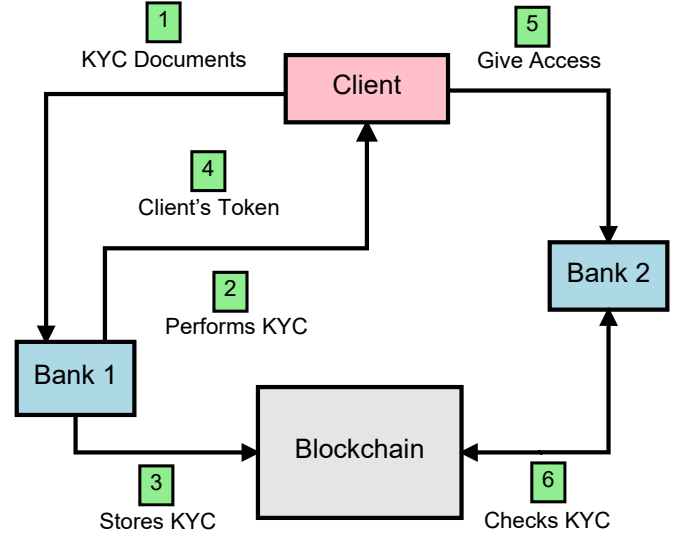 1
KYC Documents
5
Give Access
Client
4
Client’s Token
2
Performs KYC
Bank 2
Bank 1
Blockchain
3
Stores KYC
6
Checks KYC